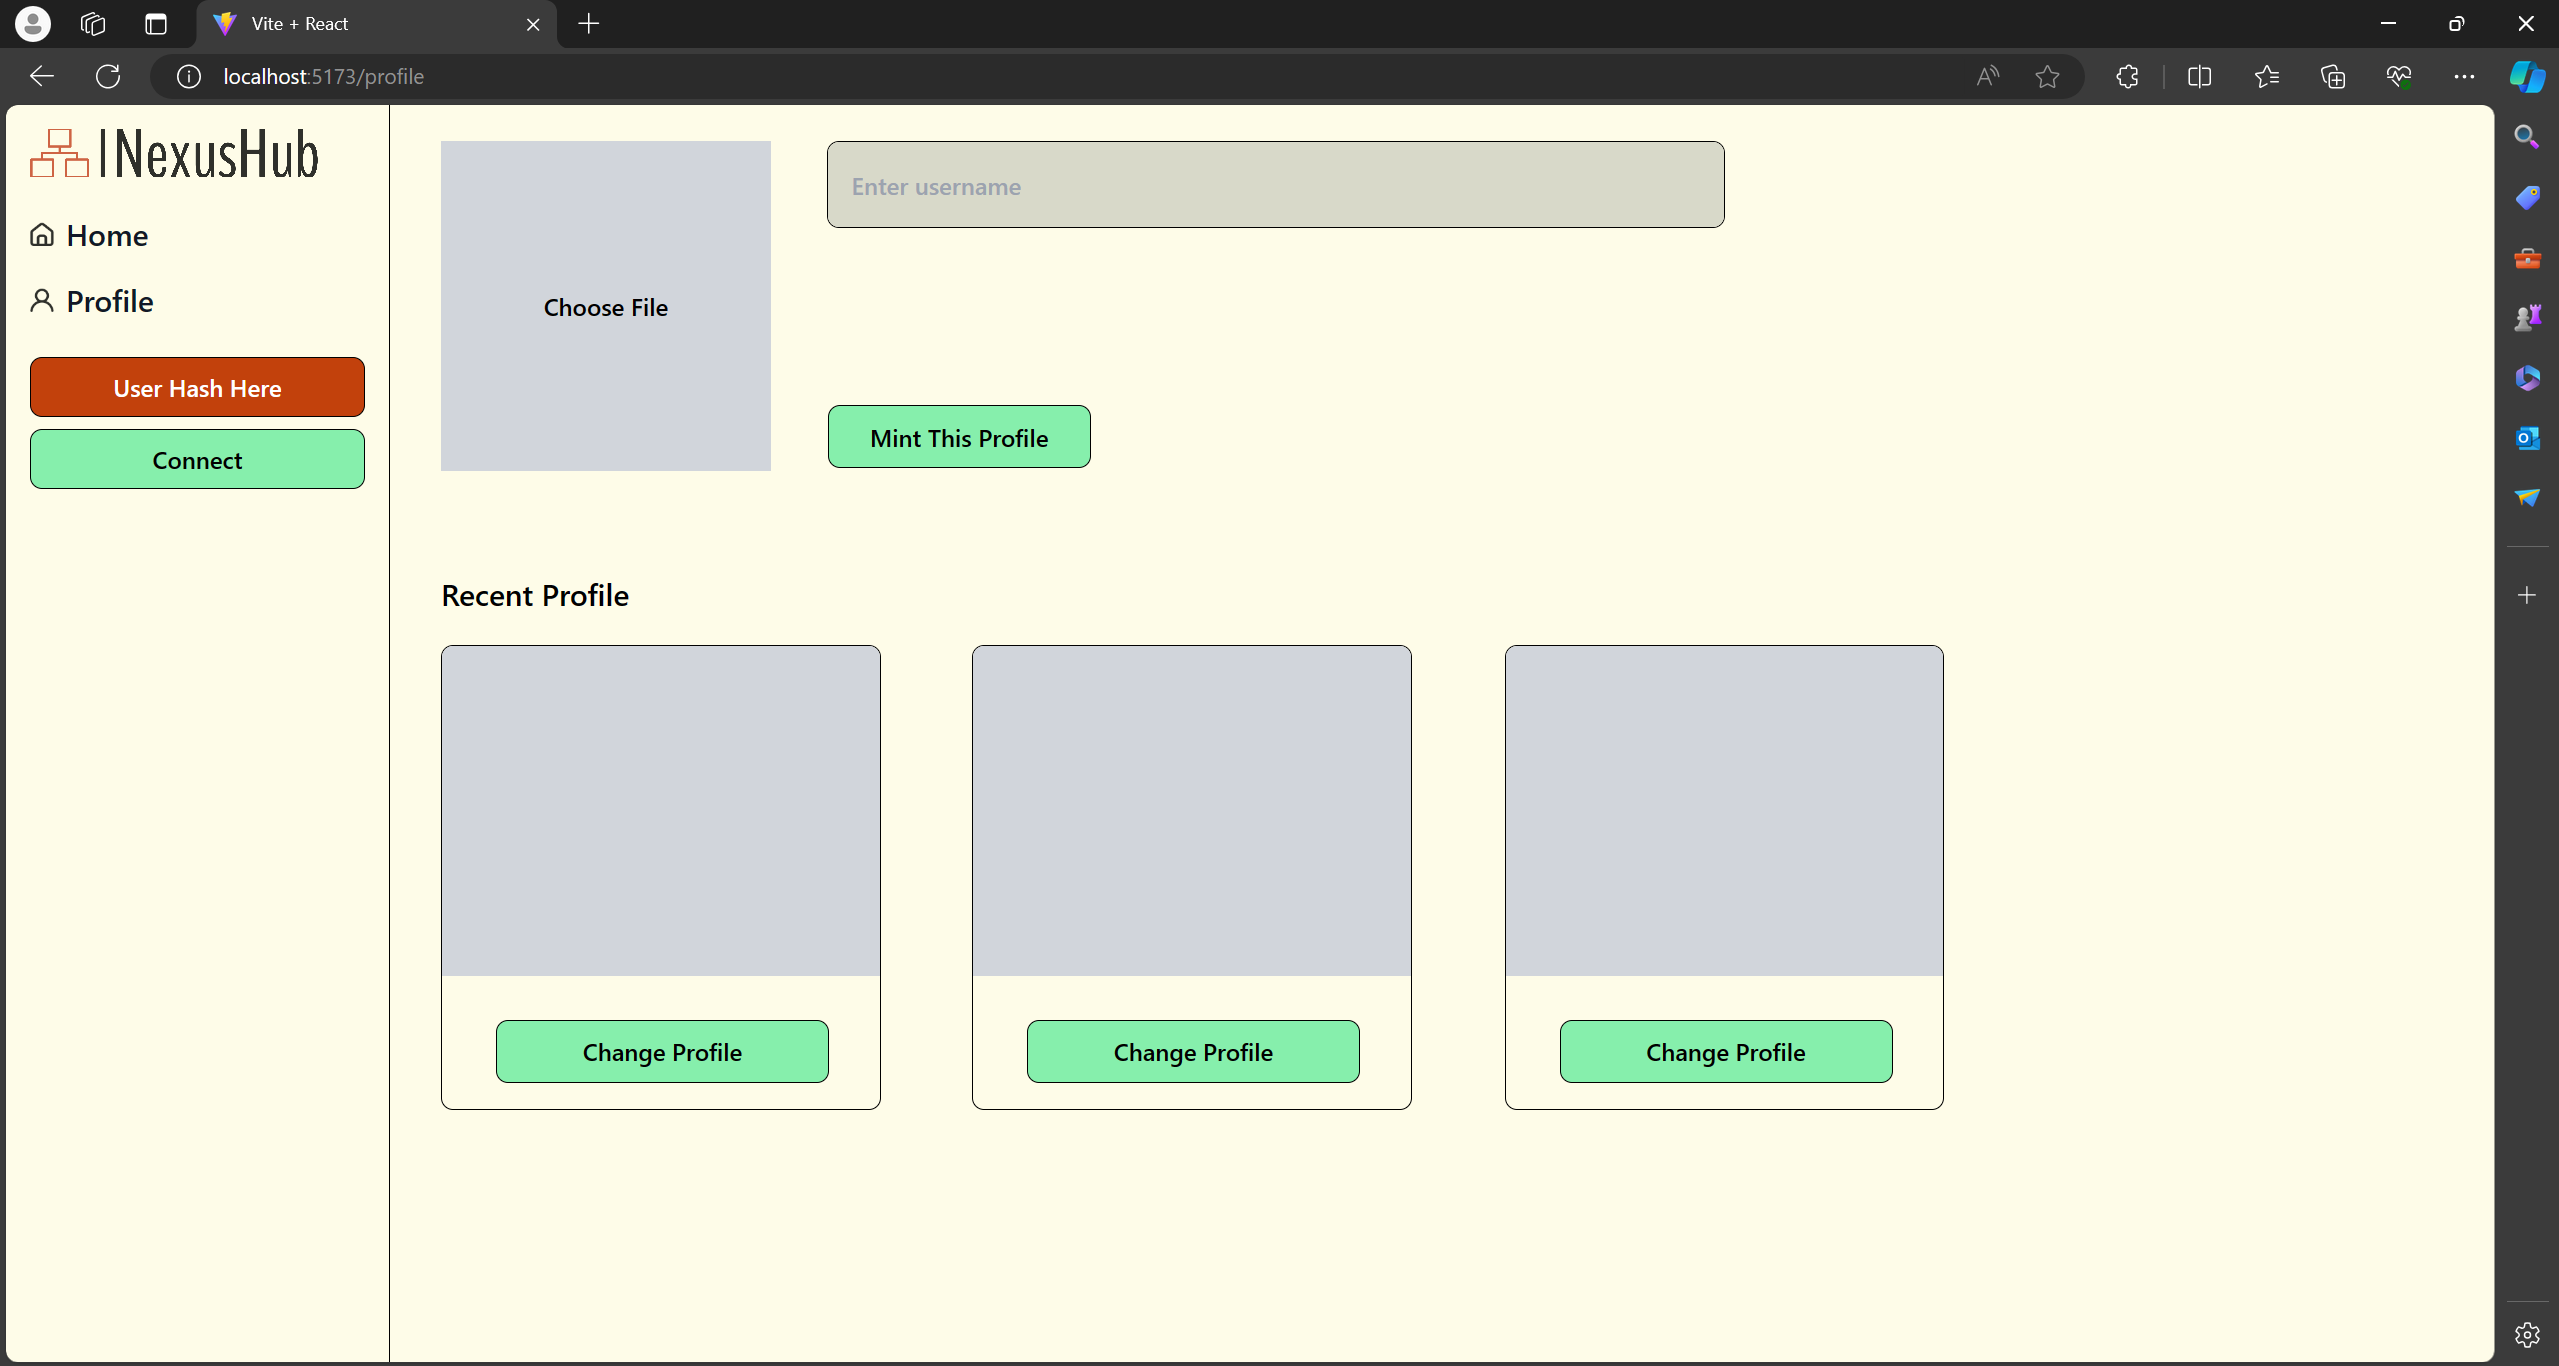 Vite + React
localhost:5173/profile
NexusHub
Home
Profile
User Hash Here
Connect
Choose File
Enter username
Mint This Profile
Recent Profile
Change Profile
Change Profile
Change Profile